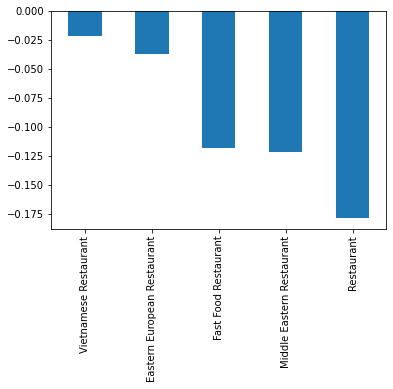 0.000
−0.025
−0.050
−0.075
−0.100
−0.125
−0.150
−0.175
Vietnamese Restaurant
Eastern European Restaurant
Fast Food Restaurant
Middle Eastern Restaurant
Restaurant